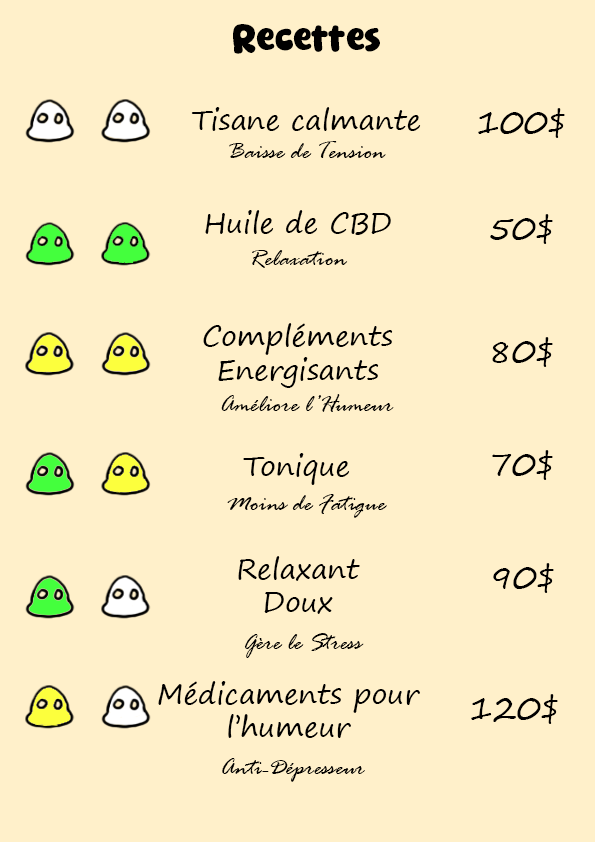 Recettes
Tisane calmante 100$
Baisse de Tension
Huile de CBD 50$
Relaxation
Compléments
Energisants 80$
Améliore l'Humeur
Tonique 70$
Moins de Fatigue
Relaxant 90$
Doux
Gère le Stress
Médicaments pour 120$
l'humeur
Anti-Dépresseur